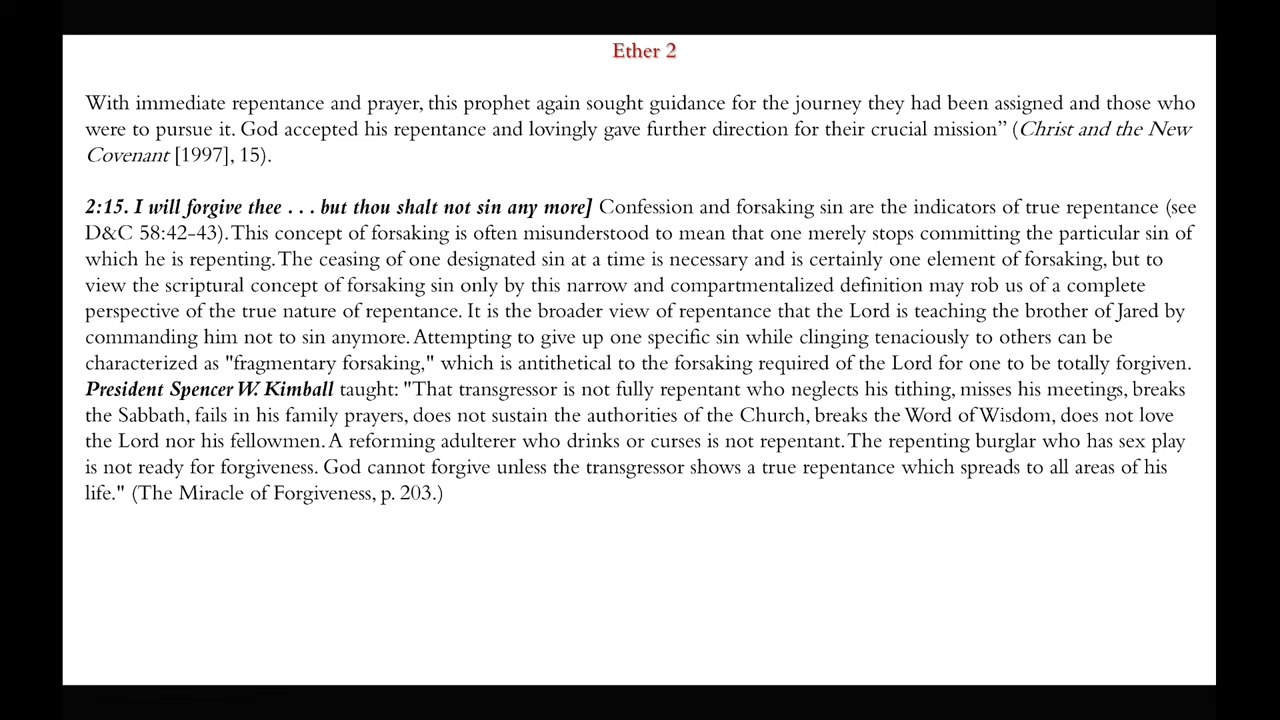 Ether 2
With immediate repentance and prayer, this prophet again sought guidance for the journey they had been assigned and those who
were to pursue it. God accepted his repentance and lovingly gave further direction for their crucial mission” (Christ and the New
Covenant [1997], 15).
2:15. I will forgive thee . . . but thou shalt not sin any more] Confession and forsaking sin are the indicators of true repentance (see
D&C 58:42-43). This concept of forsaking is often misunderstood to mean that one merely stops committing the particular sin of
which he is repenting. The ceasing of one designated sin at a time is necessary and is certainly one element of forsaking, but to
view the scriptural concept of forsaking sin only by this narrow and compartmentalized definition may rob us of a complete
perspective of the true nature of repentance. It is the broader view of repentance that the Lord is teaching the brother of Jared by
commanding him not to sin anymore. Attempting to give up one specific sin while clinging tenaciously to others can be
characterized as "fragmentary forsaking," which is antithetical to the forsaking required of the Lord for one to be totally forgiven.
President Spencer W. Kimball taught: "That transgressor is not fully repentant who neglects his tithing, misses his meetings, breaks
the Sabbath, fails in his family prayers, does not sustain the authorities of the Church, breaks the Word of Wisdom, does not love
the Lord nor his fellowmen. A reforming adulterer who drinks or curses is not repentant. The repenting burglar who has sex play
is not ready for forgiveness. God cannot forgive unless the transgressor shows a true repentance which spreads to all areas of his
life." (The Miracle of Forgiveness, p. 203.)